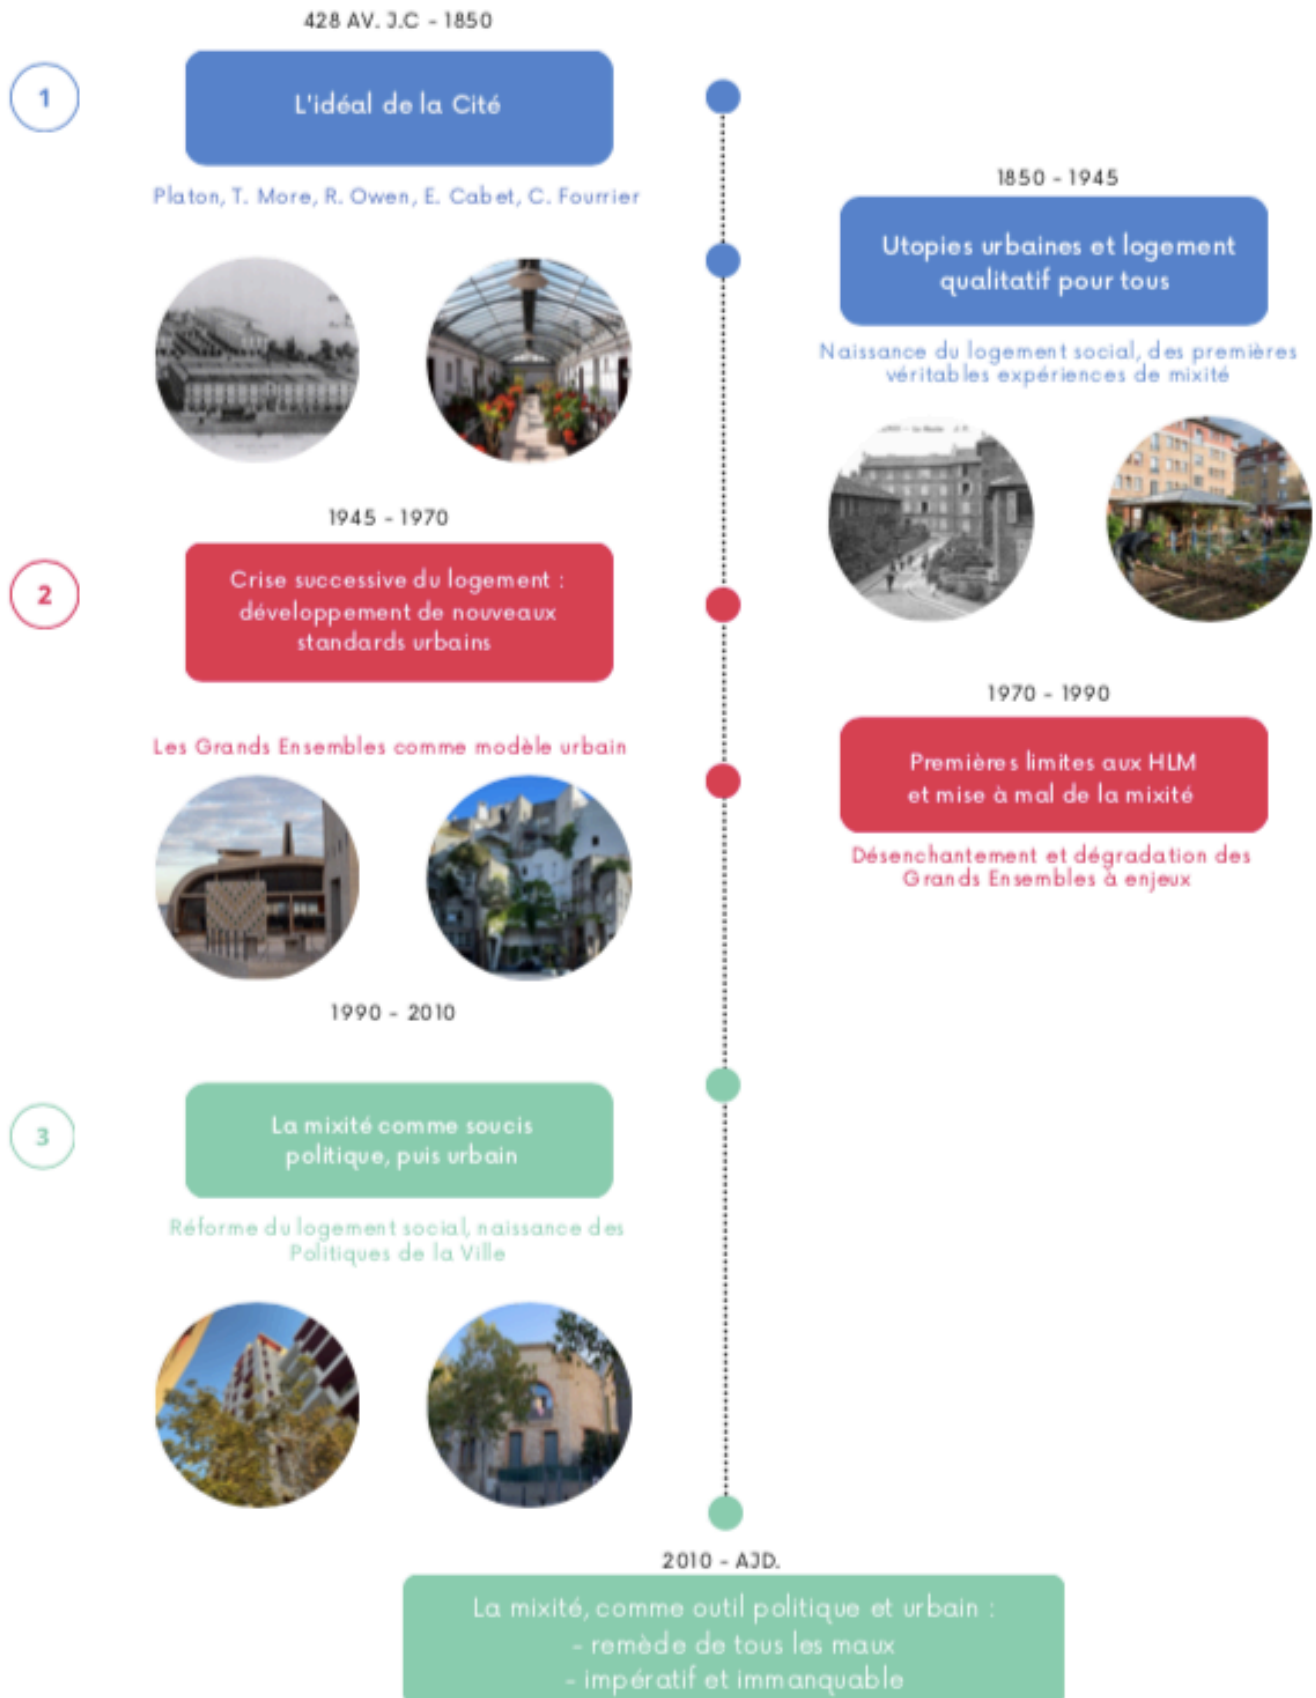 428 AV. J.C - 1850
1
L'idéal de la Cité
Platon, T. More, R. Owen, E. Cabet, C. Fourrier
1850 - 1945
Utopies urbaines et logement
qualitatif pour tous
Naissance du logement social, des premières
véritables expériences de mixité
1945 - 1970
2
Crise successive du logement :
développement de nouveaux
standards urbains
Les Grands Ensembles comme modèle urbain
1970 - 1990
Premières limites aux HLM
et mise à mal de la mixité
Désenchantement et dégradation des
Grands Ensembles à enjeux
1990 - 2010
3
La mixité comme soucis
politique, puis urbain
Réforme du logement social, naissance des
Politiques de la Ville
2010 - AJD.
La mixité, comme outil politique et urbain :
- remède de tous les maux
- impératif et immanquable